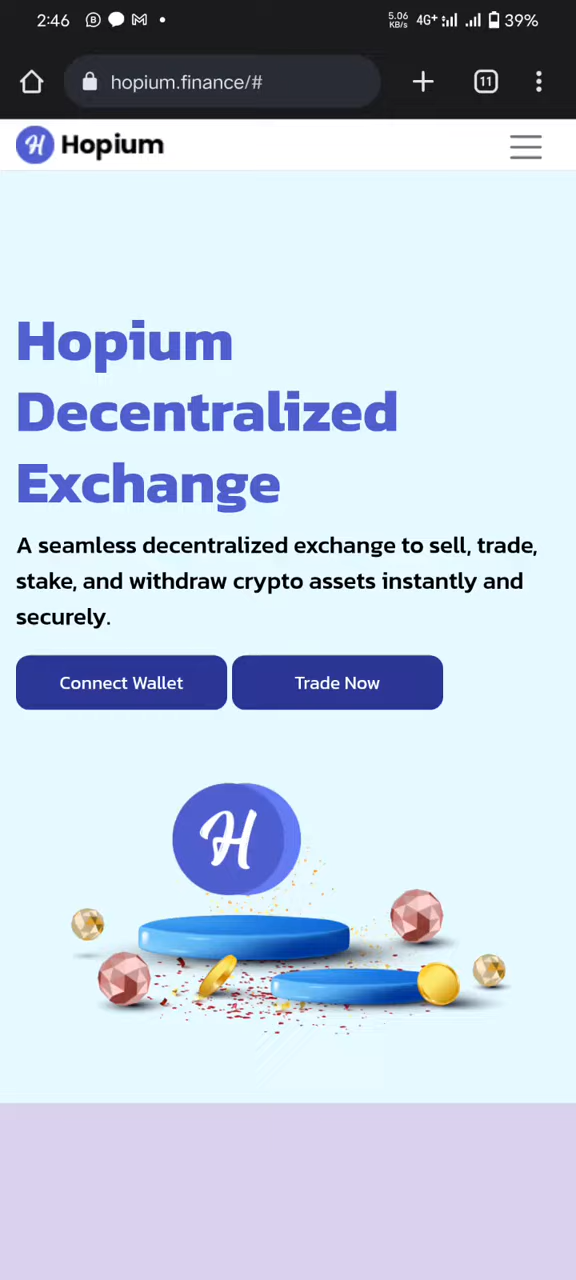 2:46
5.06 KB/s 4G+ 39%
hopium.finance/#
11
H Hopium
Hopium
Decentralized
Exchange
A seamless decentralized exchange to sell, trade,
stake, and withdraw crypto assets instantly and
securely.
Connect Wallet Trade Now
H